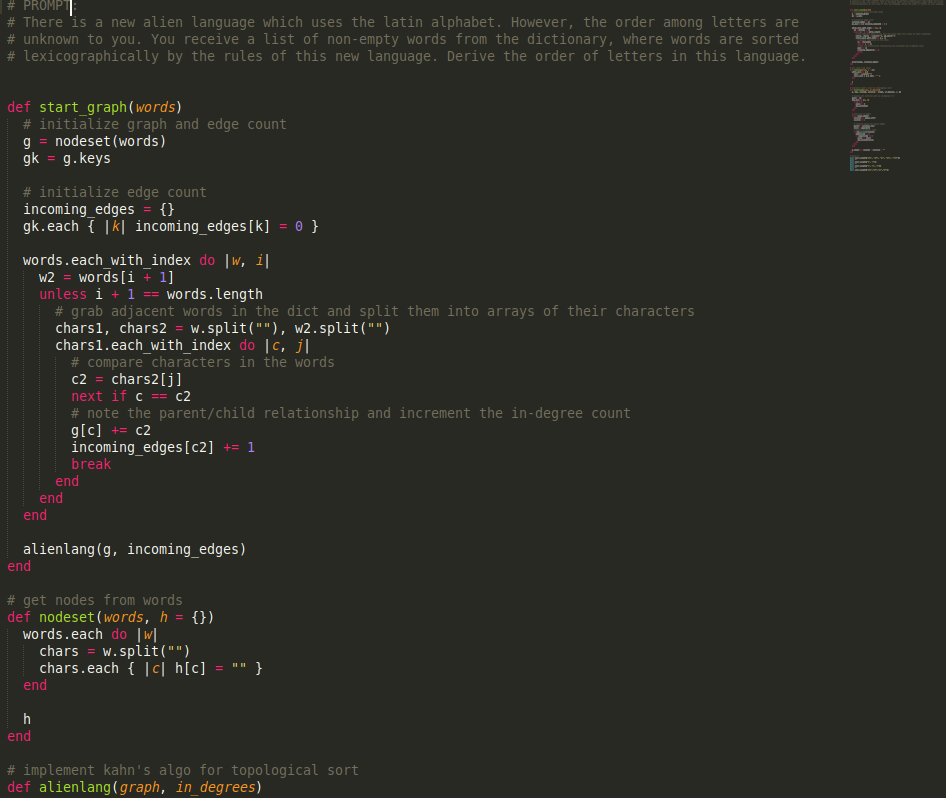 # PROMPT:
# There is a new alien language which uses the latin alphabet. However, the order among letters are
# unknown to you. You receive a list of non-empty words from the dictionary, where words are sorted
# lexicographically by the rules of this new language. Derive the order of letters in this language.
def start_graph(words)
# initialize graph and edge count
g = nodeset(words)
gk = g.keys
# initialize edge count
incoming_edges = {}
gk.each { |k| incoming_edges[k] = 0 }
words.each_with_index do |w, i|
w2 = words[i + 1]
unless i + 1 == words.length
# grab adjacent words in the dict and split them into arrays of their characters
chars1, chars2 = w.split(""), w2.split("")
chars1.each_with_index do |c, j|
# compare characters in the words
c2 = chars2[j]
next if c == c2
# note the parent/child relationship and increment the in-degree count
g[c] += c2
incoming_edges[c2] += 1
break
end
end
end
alienlang(g, incoming_edges)
end
# get nodes from words
def nodeset(words, h = {})
words.each do |w|
chars = w.split("")
chars.each { |c| h[c] = "" }
end
h
end
# implement kahn's algo for topological sort
def alienlang(graph, in_degrees)